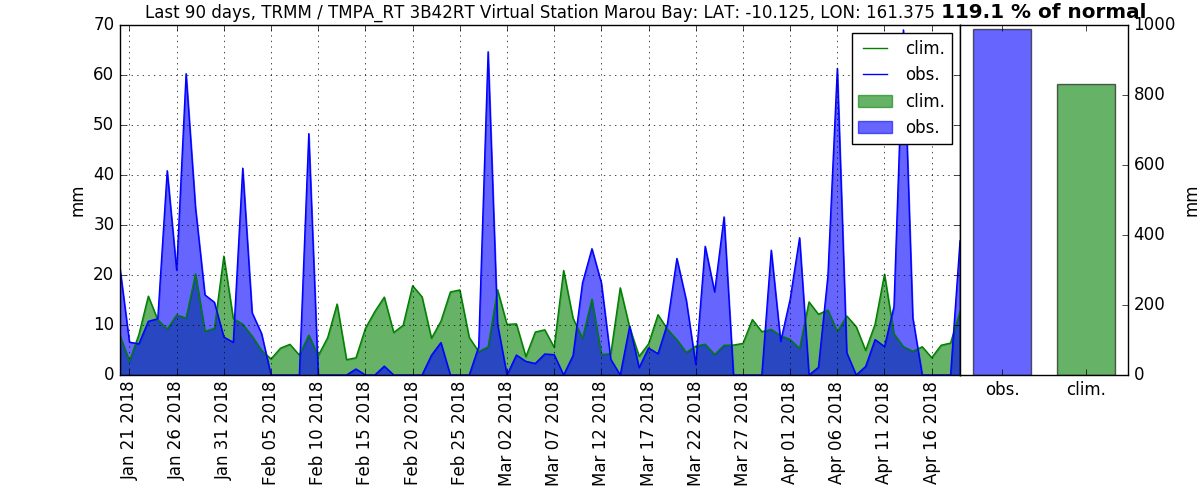 Last 90 days, TRMM / TMPA_RT 3B42RT Virtual Station Marou Bay: LAT: -10.125, LON: 161.375 119.1 % of normal
70
60
50
40
30
20
10
0
mm
clim.
obs.
clim.
obs.
1000
800
600
400
200
0
mm
Jan 21 2018
Jan 26 2018
Jan 31 2018
Feb 05 2018
Feb 10 2018
Feb 15 2018
Feb 20 2018
Feb 25 2018
Mar 02 2018
Mar 07 2018
Mar 12 2018
Mar 17 2018
Mar 22 2018
Mar 27 2018
Apr 01 2018
Apr 06 2018
Apr 11 2018
Apr 16 2018
obs.
clim.